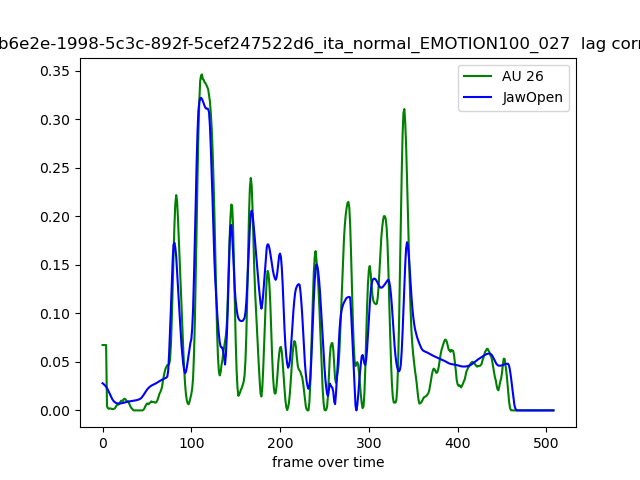 b6e2e-1998-5c3c-892f-5cef247522d6_ita_normal_EMOTION100_027 lag corr
AU 26
JawOpen
0.35
0.30
0.25
0.20
0.15
0.10
0.05
0.00
0 100 200 300 400 500
frame over time